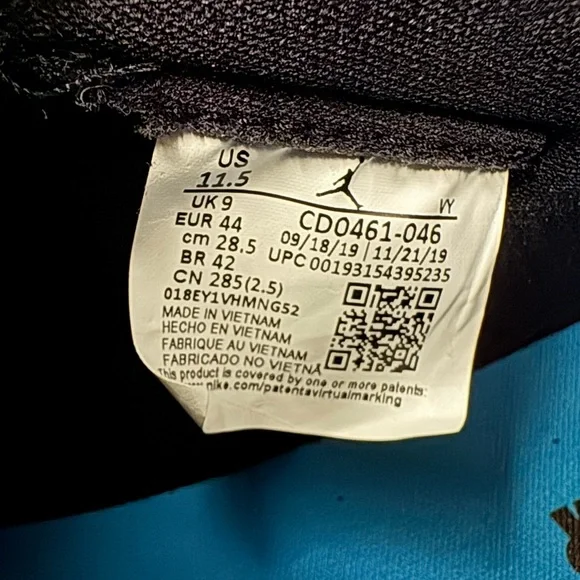 US
11.5
UK 9
EUR 44
cm 28.5
BR 42
CN 285(2.5)
VY
CD0461-046
09/18/19 | 11/21/19
UPC 00193154395235
018EY1VHMNG52
MADE IN VIETNAM
HECHO EN VIETNAM
FABRIQUE AU VIETNAM
FABRICADO NO VIETNÃ
This product is covered by one or more patents:
nike.com/patentavirtualmarking